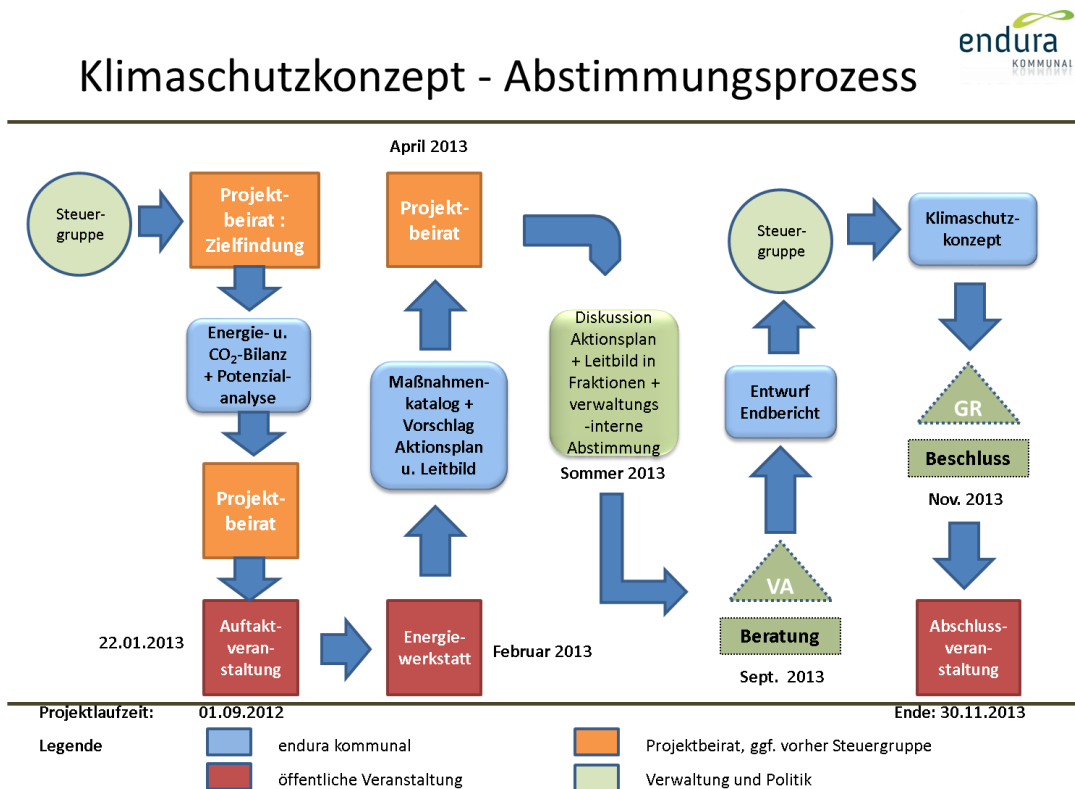 endura
KOMMUNAL
Klimaschutzkonzept - Abstimmungsprozess
Steuer-
gruppe
Projekt-
beirat :
Zielfindung
Energie- u.
CO₂-Bilanz
+ Potenzial-
analyse
Projekt-
beirat
22.01.2013
Auftakt-
veran-
staltung
Energie-
werkstatt
Februar 2013
Maßnahmen-
katalog +
Vorschlag
Aktionsplan
u. Leitbild
April 2013
Projekt-
beirat
Diskussion
Aktionsplan
+ Leitbild in
Fraktionen +
verwaltungs
-interne
Abstimmung
Sommer 2013
VA
Beratung
Sept. 2013
Entwurf
Endbericht
Steuer-
gruppe
Klimaschutz-
konzept
GR
Beschluss
Nov. 2013
Abschluss-
veran-
staltung
Projektlaufzeit: 01.09.2012
Ende: 30.11.2013
Legende
endura kommunal
Projektbeirat, ggf. vorher Steuergruppe
öffentliche Veranstaltung
Verwaltung und Politik